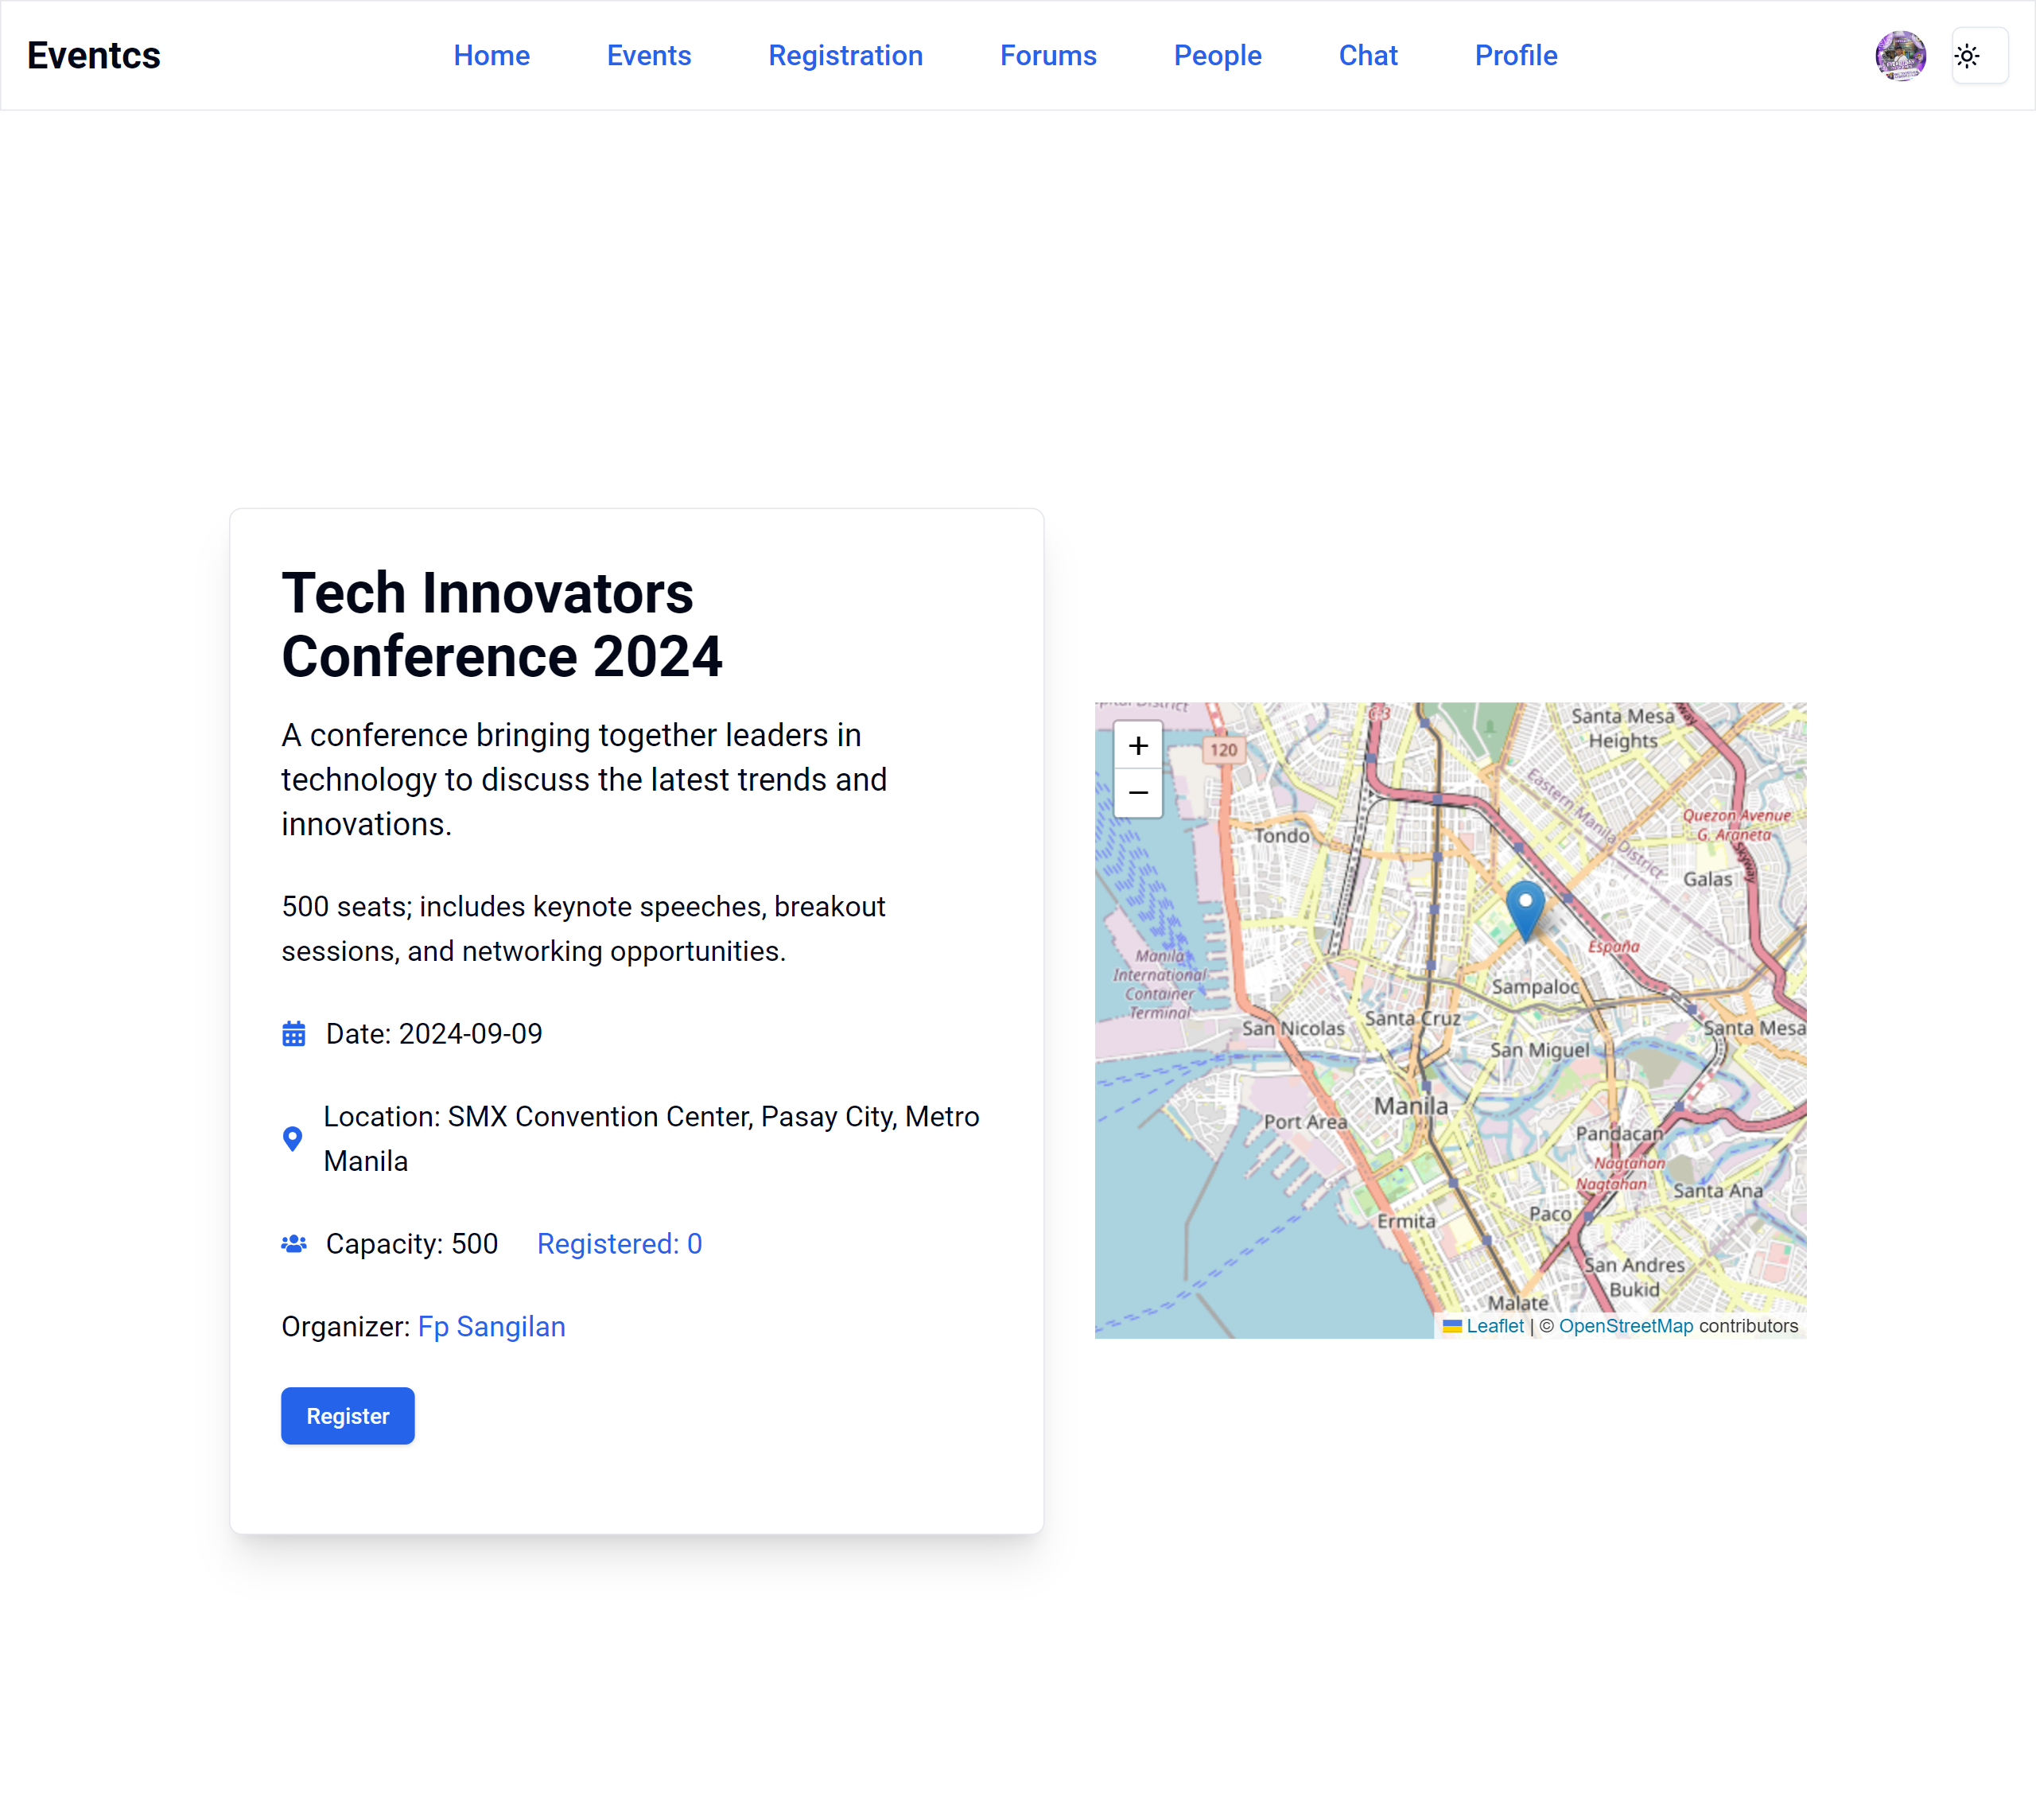 Eventcs
Home
Events
Registration
Forums
People
Chat
Profile
Tech Innovators
Conference 2024
A conference bringing together leaders in
technology to discuss the latest trends and
innovations.
500 seats; includes keynote speeches, breakout
sessions, and networking opportunities.
Date: 2024-09-09
Location: SMX Convention Center, Pasay City, Metro
Manila
Capacity: 500
Registered: 0
Organizer: Fp Sangilan
Register
+
−
120
Santa Mesa
Heights
Eastern Manila District
Quezon Avenue
G. Araneta
Skyway
Tondo
Galas
España
Manila
International
Container
Terminal
Sampaloc
San Nicolas
Santa Cruz
Santa Mesa
San Miguel
Manila
Port Area
Pandacan
Nagtahan
Nagtahan
Santa Ana
Paco
Ermita
San Andres
Bukid
Malate
Leaflet | © OpenStreetMap contributors